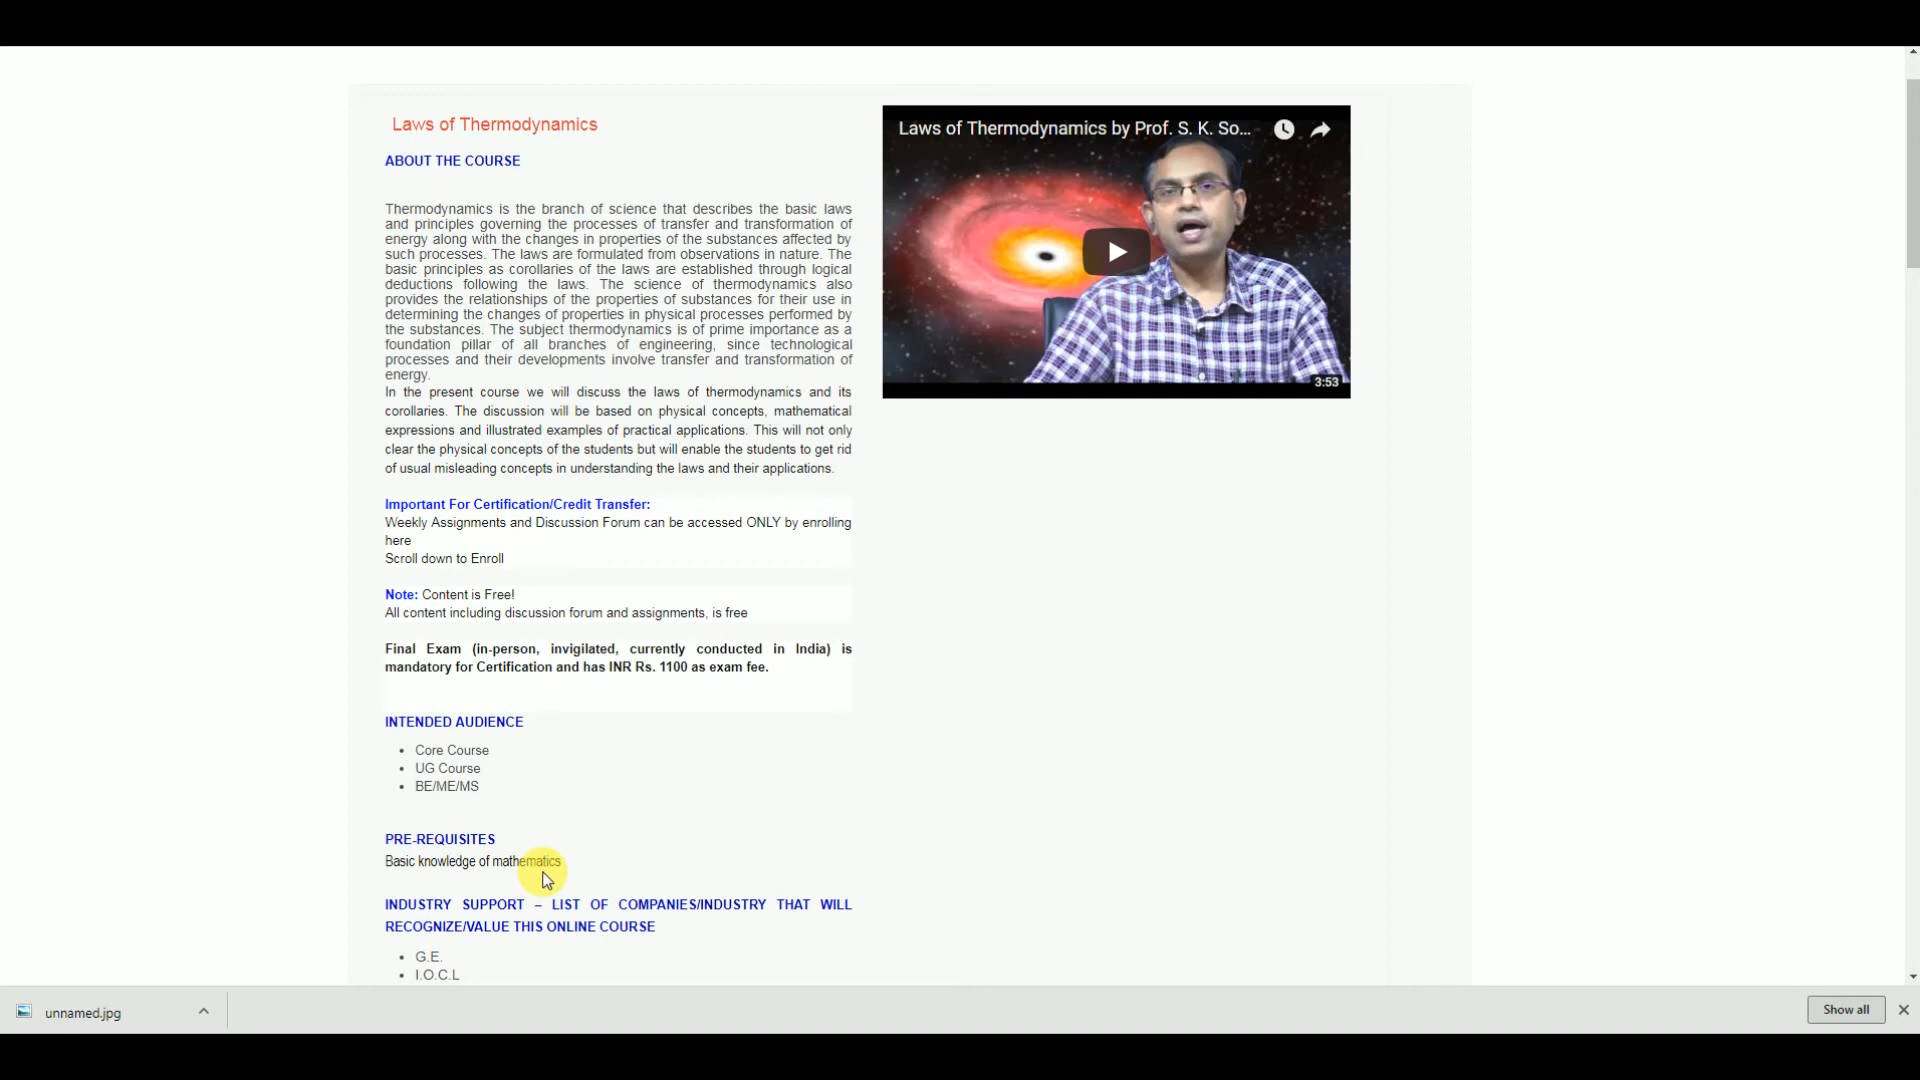 Laws of Thermodynamics
ABOUT THE COURSE
Thermodynamics is the branch of science that describes the basic laws
and principles governing the processes of transfer and transformation of
energy along with the changes in properties of the substances affected by
such processes. The laws are formulated from observations in nature. The
basic principles as corollaries of the laws are established through logical
deductions following the laws. The science of thermodynamics also
provides the relationships of the properties of substances for their use in
determining the changes of properties in physical processes performed by
the substances. The subject thermodynamics is of prime importance as a
foundation pillar of all branches of engineering, since technological
processes and their developments involve transfer and transformation of
energy.
In the present course we will discuss the laws of thermodynamics and its
corollaries. The discussion will be based on physical concepts, mathematical
expressions and illustrated examples of practical applications. This will not only
clear the physical concepts of the students but will enable the students to get rid
of usual misleading concepts in understanding the laws and their applications.
Important For Certification/Credit Transfer:
Weekly Assignments and Discussion Forum can be accessed ONLY by enrolling
here
Scroll down to Enroll
Note: Content is Free!
All content including discussion forum and assignments, is free
Final Exam (in-person, invigilated, currently conducted in India) is
mandatory for Certification and has INR Rs. 1100 as exam fee.
INTENDED AUDIENCE
• Core Course
• UG Course
• BE/ME/MS
PRE-REQUISITES
Basic knowledge of mathematics
INDUSTRY SUPPORT – LIST OF COMPANIES/INDUSTRY THAT WILL
RECOGNIZE/VALUE THIS ONLINE COURSE
• G.E.
• I.O.C.L
Laws of Thermodynamics by Prof. S. K. So...
3:53
unnamed.jpg
Show all